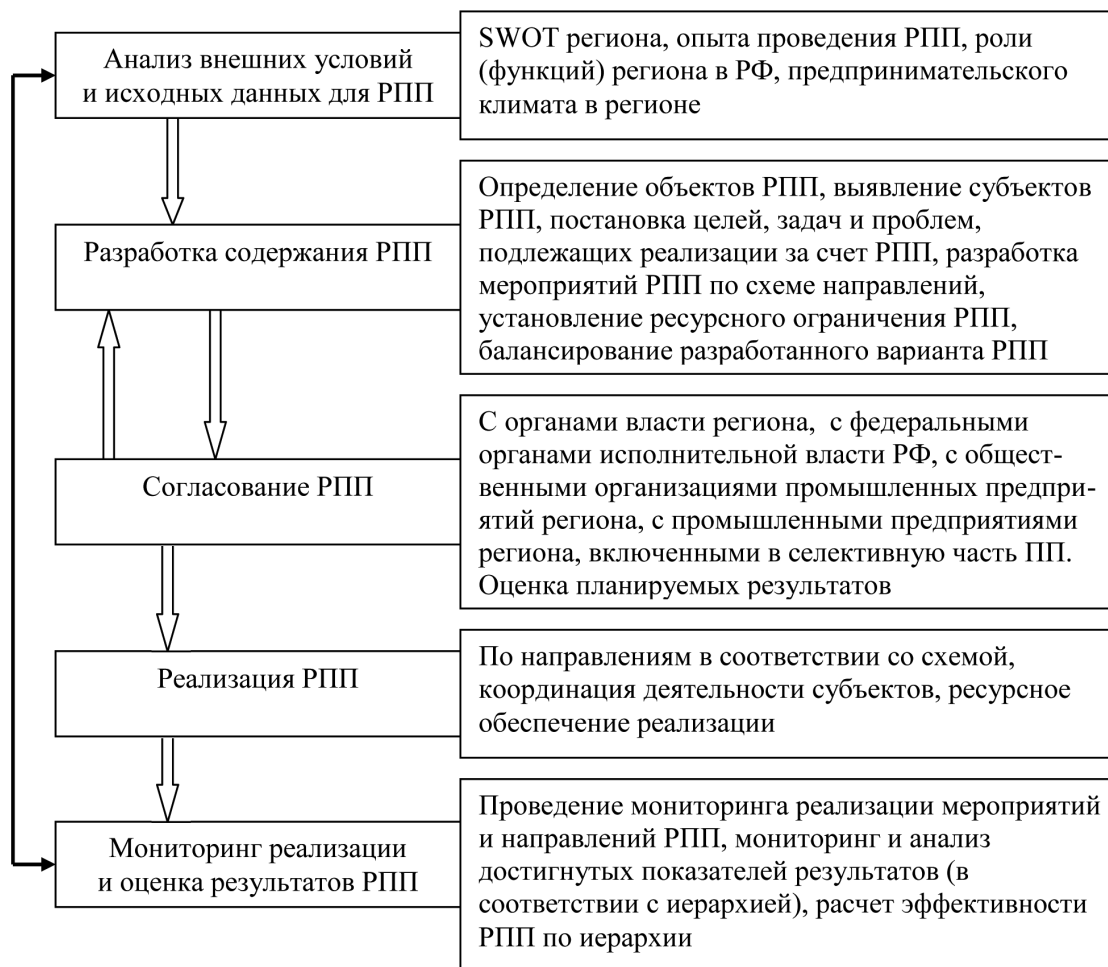 Анализ внешних условий
и исходных данных для РПП
SWOT региона, опыта проведения РПП, роли
(функций) региона в РФ, предпринимательского
климата в регионе
Разработка содержания РПП
Определение объектов РПП, выявление субъектов
РПП, постановка целей, задач и проблем,
подлежащих реализации за счет РПП, разработка
мероприятий РПП по схеме направлений,
установление ресурсного ограничения РПП,
балансирование разработанного варианта РПП
Согласование РПП
С органами власти региона, с федеральными
органами исполнительной власти РФ, с общест-
венными организациями промышленных предпри-
ятий региона, с промышленными предприятиями
региона, включенными в селективную часть ПП.
Оценка планируемых результатов
Реализация РПП
По направлениям в соответствии со схемой,
координация деятельности субъектов, ресурсное
обеспечение реализации
Мониторинг реализации
и оценка результатов РПП
Проведение мониторинга реализации мероприятий
и направлений РПП, мониторинг и анализ
достигнутых показателей результатов (в
соответствии с иерархией), расчет эффективности
РПП по иерархии